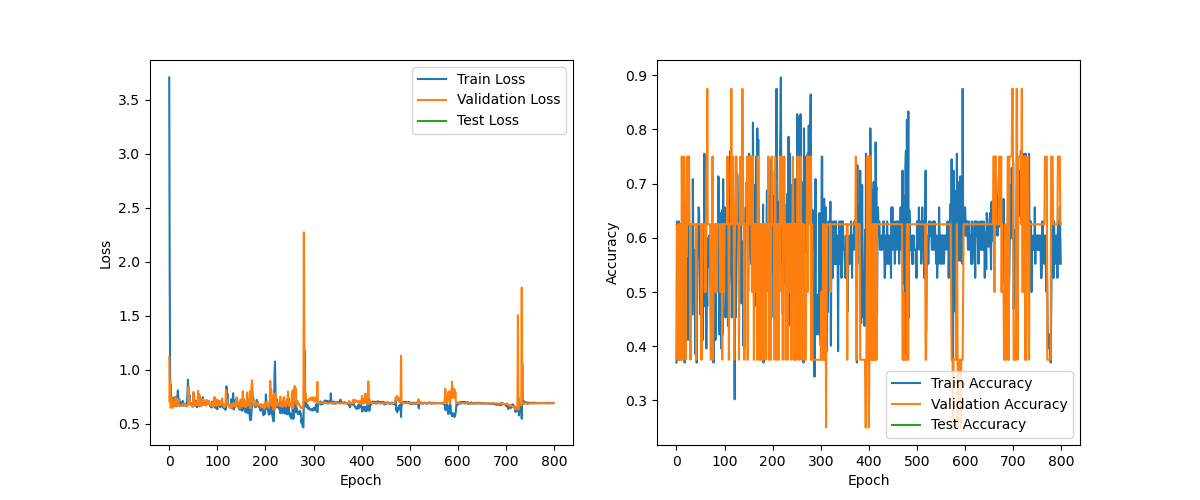 Train Loss
Validation Loss
Test Loss
3.5
3.0
2.5
2.0
1.5
1.0
0.5
Loss
0 100 200 300 400 500 600 700 800
Epoch
0.9
0.8
0.7
0.6
0.5
0.4
0.3
Accuracy
Train Accuracy
Validation Accuracy
Test Accuracy
0 100 200 300 400 500 600 700 800
Epoch